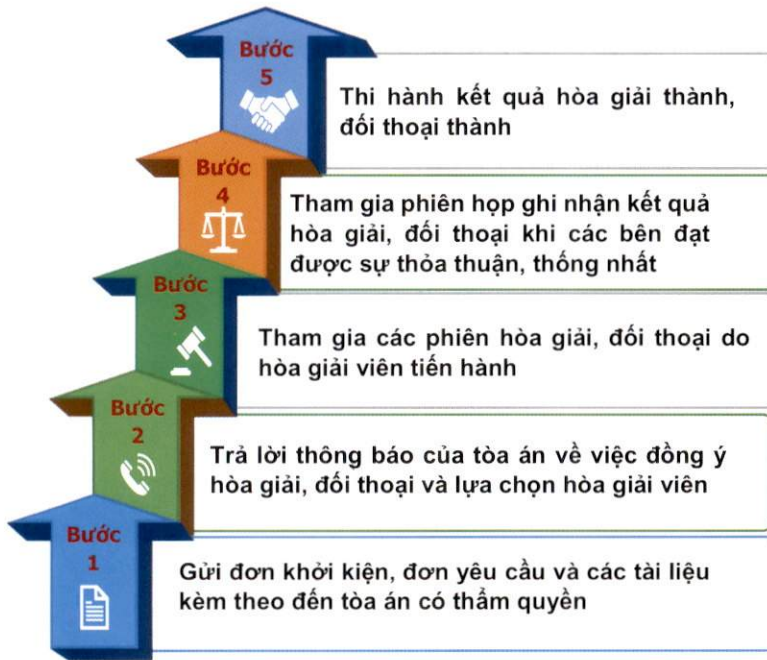 Bước
5
Thi hành kết quả hòa giải thành,
đối thoại thành
Bước
4
Tham gia phiên họp ghi nhận kết quả
hòa giải, đối thoại khi các bên đạt
được sự thỏa thuận, thống nhất
Bước
3
Tham gia các phiên hòa giải, đối thoại do
hòa giải viên tiến hành
Bước
2
Trả lời thông báo của tòa án về việc đồng ý
hòa giải, đối thoại và lựa chọn hòa giải viên
Bước
1
Gửi đơn khởi kiện, đơn yêu cầu và các tài liệu
kèm theo đến tòa án có thẩm quyền